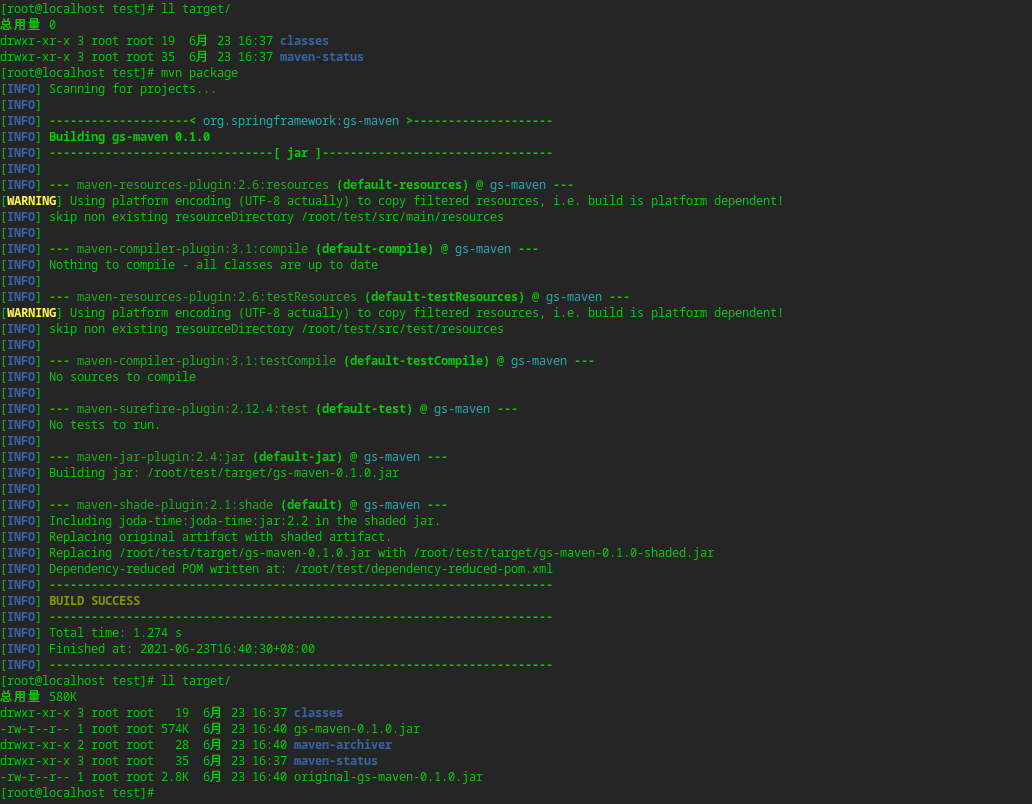 [root@localhost test]# ll target/
总用量 0
drwxr-xr-x 3 root root 19  6月  23 16:37 classes
drwxr-xr-x 3 root root 35  6月  23 16:37 maven-status
[root@localhost test]# mvn package
[INFO] Scanning for projects...
[INFO]
[INFO] --------------------< org.springframework:gs-maven >--------------------
[INFO] Building gs-maven 0.1.0
[INFO] --------------------------------[ jar ]---------------------------------
[INFO]
[INFO] --- maven-resources-plugin:2.6:resources (default-resources) @ gs-maven ---
[WARNING] Using platform encoding (UTF-8 actually) to copy filtered resources, i.e. build is platform dependent!
[INFO] skip non existing resourceDirectory /root/test/src/main/resources
[INFO]
[INFO] --- maven-compiler-plugin:3.1:compile (default-compile) @ gs-maven ---
[INFO] Nothing to compile - all classes are up to date
[INFO]
[INFO] --- maven-resources-plugin:2.6:testResources (default-testResources) @ gs-maven ---
[WARNING] Using platform encoding (UTF-8 actually) to copy filtered resources, i.e. build is platform dependent!
[INFO] skip non existing resourceDirectory /root/test/src/test/resources
[INFO]
[INFO] --- maven-compiler-plugin:3.1:testCompile (default-testCompile) @ gs-maven ---
[INFO] No sources to compile
[INFO]
[INFO] --- maven-surefire-plugin:2.12.4:test (default-test) @ gs-maven ---
[INFO] No tests to run.
[INFO]
[INFO] --- maven-jar-plugin:2.4:jar (default-jar) @ gs-maven ---
[INFO] Building jar: /root/test/target/gs-maven-0.1.0.jar
[INFO]
[INFO] --- maven-shade-plugin:2.1:shade (default) @ gs-maven ---
[INFO] Including joda-time:joda-time:jar:2.2 in the shaded jar.
[INFO] Replacing original artifact with shaded artifact.
[INFO] Replacing /root/test/target/gs-maven-0.1.0.jar with /root/test/target/gs-maven-0.1.0-shaded.jar
[INFO] Dependency-reduced POM written at: /root/test/dependency-reduced-pom.xml
[INFO] ------------------------------------------------------------------------
[INFO] BUILD SUCCESS
[INFO] ------------------------------------------------------------------------
[INFO] Total time: 1.274 s
[INFO] Finished at: 2021-06-23T16:40:30+08:00
[INFO] ------------------------------------------------------------------------
[root@localhost test]# ll target/
总用量 580K
drwxr-xr-x 3 root root   19  6月  23 16:37 classes
-rw-r--r-- 1 root root 574K  6月  23 16:40 gs-maven-0.1.0.jar
drwxr-xr-x 2 root root   28  6月  23 16:40 maven-archiver
drwxr-xr-x 3 root root   35  6月  23 16:37 maven-status
-rw-r--r-- 1 root root 2.8K  6月  23 16:40 original-gs-maven-0.1.0.jar
[root@localhost test]#